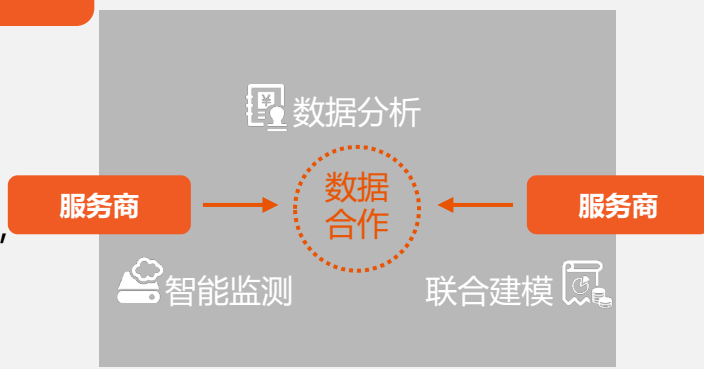 数据分析
服务商
数据
合作
服务商
,
智能监测
联合建模